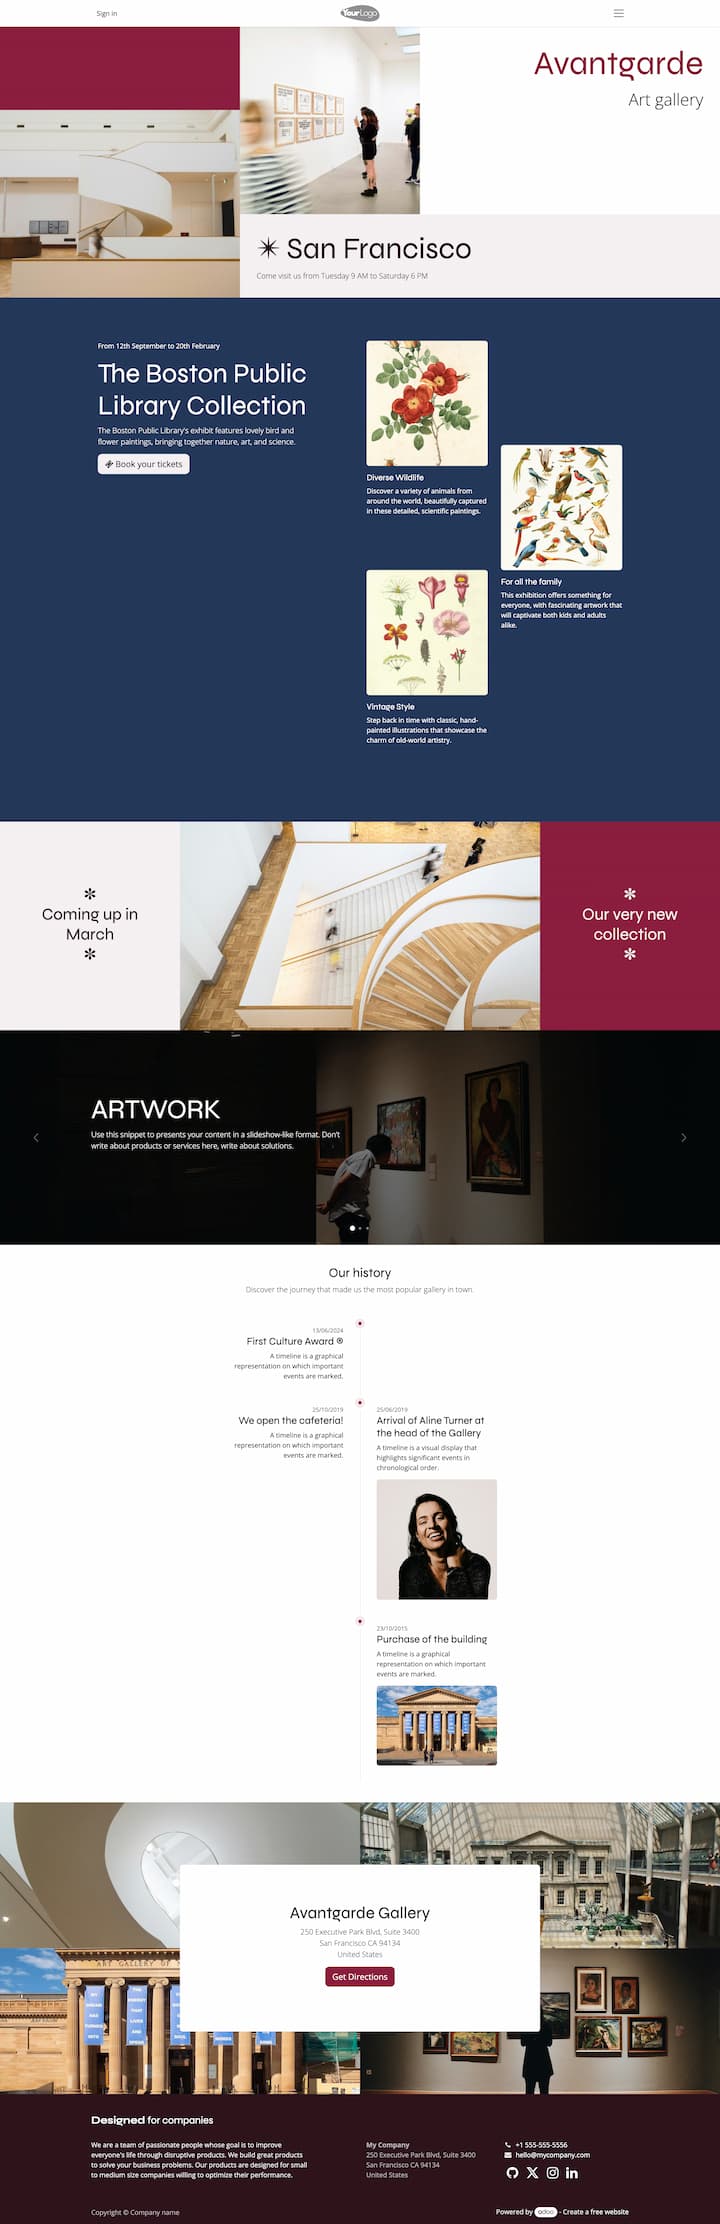 Sign in
YourLogo
Avantgarde
Art gallery
San Francisco
Come visit us from Tuesday 9 AM to Saturday 6 PM
From 12th September to 20th February
The Boston Public
Library Collection
The Boston Public Library's exhibit features lovely bird and
flower paintings, bringing together nature, art, and science.
Book your tickets
Diverse Wildlife
Discover a variety of animals from
around the world, beautifully captured
in these detailed, scientific paintings.
For all the family
This exhibition offers something for
everyone, with fascinating artwork that
will captivate both kids and adults
alike.
Vintage Style
Step back in time with classic, hand-
painted illustrations that showcase the
charm of old-world artistry.
Coming up in
March
Our very new
collection
ARTWORK
Use this snippet to presents your content in a slideshow-like format. Don't
write about products or services here, write about solutions.
Our history
Discover the journey that made us the most popular gallery in town.
13/06/2024
First Culture Award ®
A timeline is a graphical
representation on which important
events are marked.
25/10/2019
We open the cafeteria!
A timeline is a graphical
representation on which important
events are marked.
25/06/2019
Arrival of Aline Turner at
the head of the Gallery
A timeline is a visual display that
highlights significant events in
chronological order.
23/10/2015
Purchase of the building
A timeline is a graphical
representation on which important
events are marked.
ART GALLERY OF
Avantgarde Gallery
250 Executive Park Blvd, Suite 3400
San Francisco CA 94134
United States
Get Directions
Designed for companies
We are a team of passionate people whose goal is to improve
everyone's life through disruptive products. We build great products
to solve your business problems. Our products are designed for small
to medium size companies willing to optimize their performance.
My Company
250 Executive Park Blvd, Suite 3400
San Francisco CA 94134
United States
+1 555-555-5556
hello@mycompany.com
Copyright © Company name
Powered by odoo - Create a free website